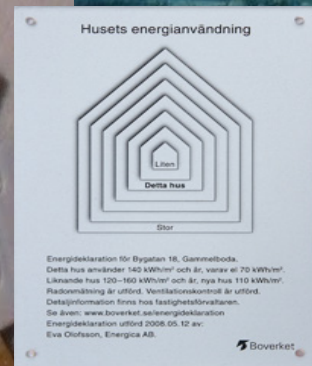 Husets energianvändning
Liten
Detta hus
Stor
Energideklaration för Bygatan 18, Gammelboda.
Detta hus använder 140 kWh/m² och år, varav el 70 kWh/m².
Liknande hus 120–160 kWh/m² och år, nya hus 110 kWh/m².
Radonmätning är utförd. Ventilationskontroll är utförd.
Detaljinformation finns hos fastighetsförvaltaren.
Se även: www.boverket.se/energideklaration
Energideklaration utförd 2008.05.12 av:
Eva Olofsson, Energica AB.
Boverket